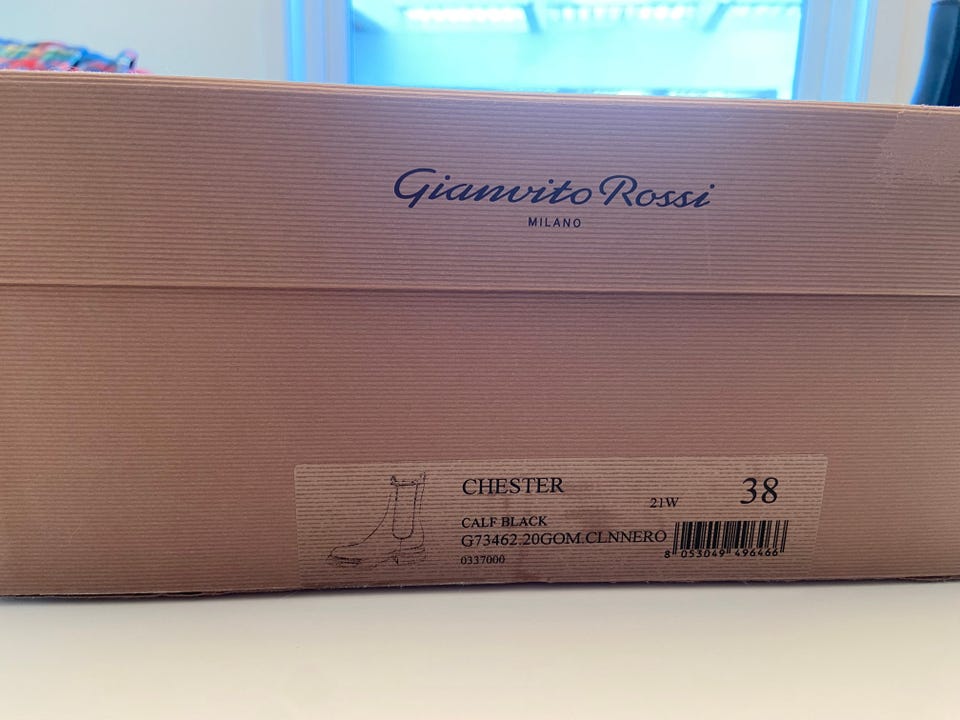 Gianvito Rossi
MILANO
CHESTER
21W 38
CALF BLACK
G73462.20GOM.CLNNERO
0337000
8 053049 496466